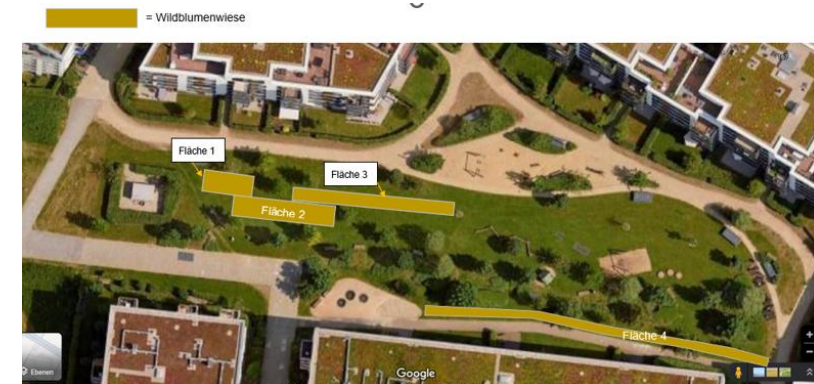 = Wildblumenwiese
Fläche 1
Fläche 3
Fläche 2
Fläche 4
Ebenen
Google